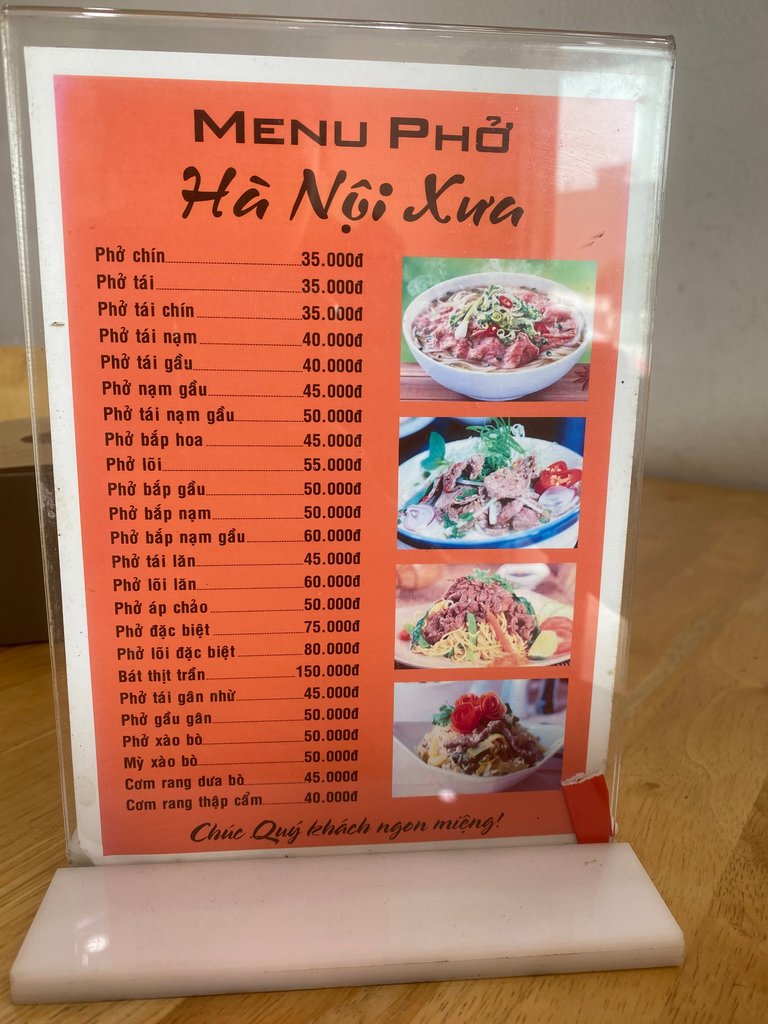 MENU PHỞ
Hà Nội Xưa
Phở chín 35.000đ
Phở tái 35.000đ
Phở tái chín 35.000đ
Phở tái nạm 40.000đ
Phở tái gầu 40.000đ
Phở nạm gầu 45.000đ
Phở tái nạm gầu 50.000đ
Phở bắp hoa 45.000đ
Phở lõi 55.000đ
Phở bắp gầu 50.000đ
Phở bắp nạm 50.000đ
Phở bắp nạm gầu 60.000đ
Phở tái lăn 45.000đ
Phở lõi lăn 60.000đ
Phở áp chảo 50.000đ
Phở đặc biệt 75.000đ
Phở lõi đặc biệt 80.000đ
Bát thịt trần 150.000đ
Phở tái gân nhừ 45.000đ
Phở gầu gân 50.000đ
Phở xào bò 50.000đ
Mỳ xào bò 50.000đ
Cơm rang dưa bò 45.000đ
Cơm rang thập cẩm 40.000đ
Chúc Quý khách ngon miệng!